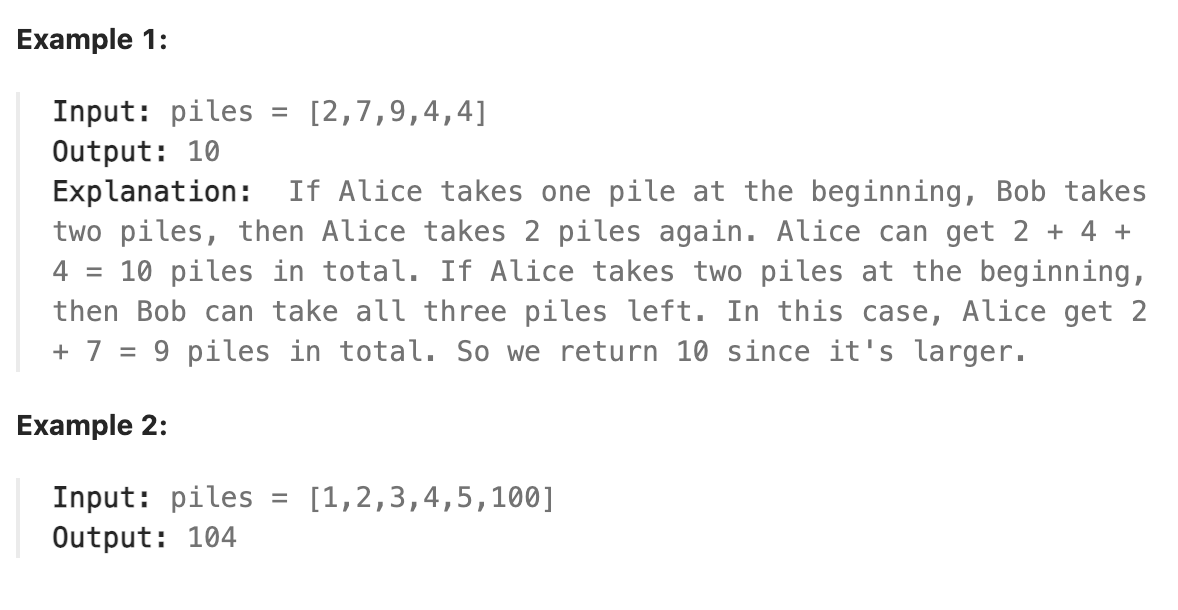 Example 1:
Input: piles = [2,7,9,4,4]
Output: 10
Explanation:  If Alice takes one pile at the beginning, Bob takes
two piles, then Alice takes 2 piles again. Alice can get 2 + 4 +
4 = 10 piles in total. If Alice takes two piles at the beginning,
then Bob can take all three piles left. In this case, Alice get 2
+ 7 = 9 piles in total. So we return 10 since it's larger.
Example 2:
Input: piles = [1,2,3,4,5,100]
Output: 104